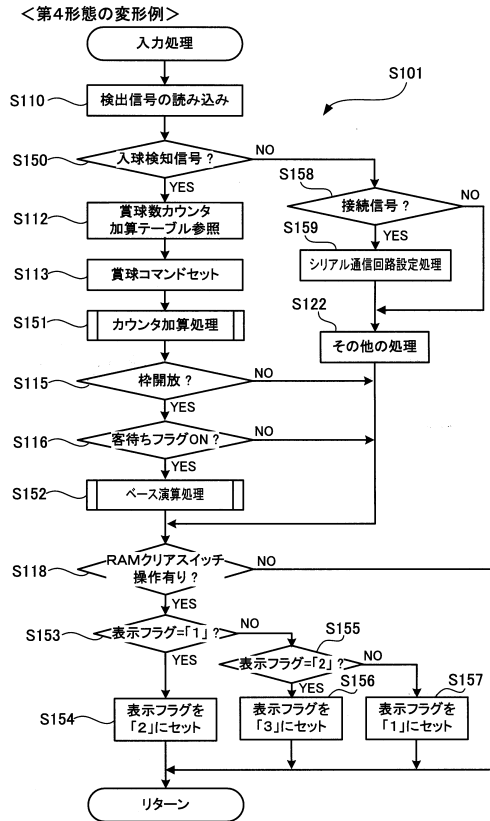 ＜第4形態の変形例＞
入力処理
S101
S110
検出信号の読み込み
S150
入球検知信号？
NO
YES
S158
接続信号？
NO
YES
S112
賞球数カウンタ
加算テーブル参照
S159
シリアル通信回路設定処理
S113
賞球コマンドセット
S151
カウンタ加算処理
S122
その他の処理
S115
枠開放？
NO
YES
S116
客待ちフラグON？
NO
YES
S152
ベース演算処理
S118
RAMクリアスイッチ
操作有り？
NO
YES
S153
表示フラグ=「1」？
NO
YES
S155
表示フラグ=「2」？
NO
YES
S154
表示フラグを
「2」にセット
S156
表示フラグを
「3」にセット
S157
表示フラグを
「1」にセット
リターン